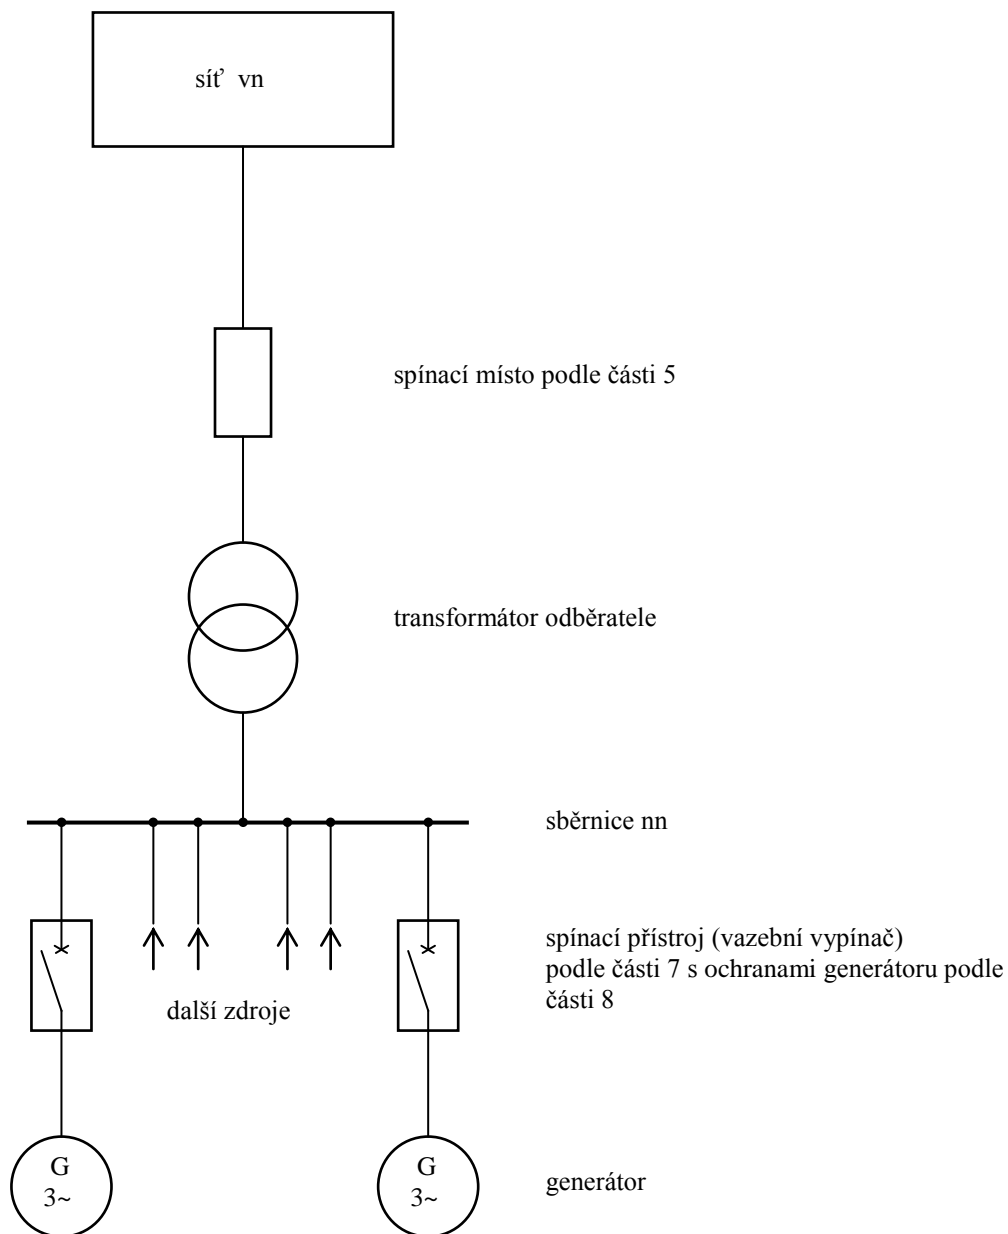 síť vn
spínací místo podle části 5
transformátor odběratele
sběrnice nn
spínací přístroj (vazební vypínač)
podle části 7 s ochranami generátoru podle
části 8
další zdroje
G
3~
G
3~
generátor